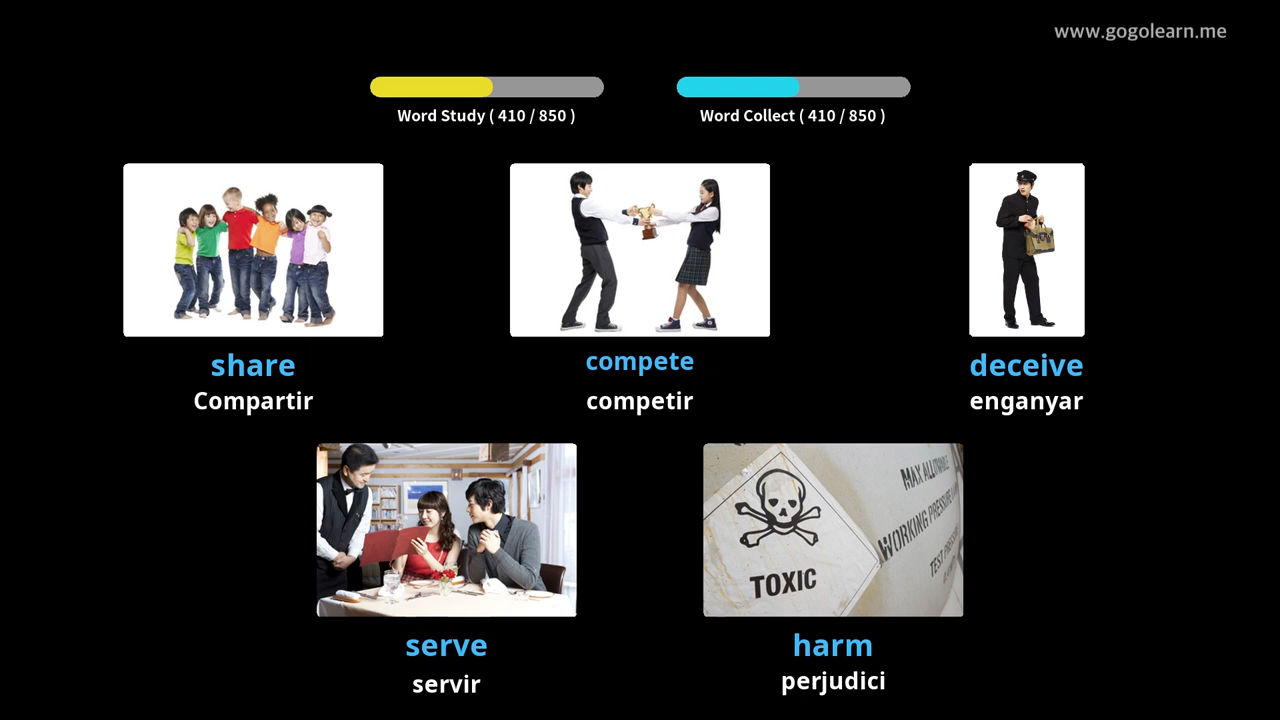 www.gogolearn.me
Word Study ( 410 / 850 )
Word Collect ( 410 / 850 )
share
Compartir
compete
competir
deceive
enganyar
MAX ALLOWABLE
WORKING PRESSURE
TEST
TOXIC
serve
servir
harm
perjudici